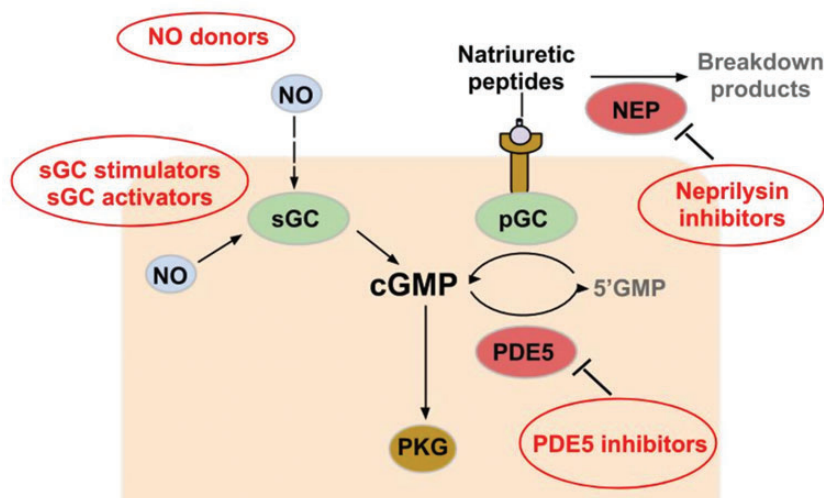 NO donors
NO
Natriuretic
peptides
Breakdown
products
NEP
sGC stimulators
sGC activators
Neprilysin
inhibitors
sGC
pGC
NO
cGMP
5’GMP
PDE5
PKG
PDE5 inhibitors